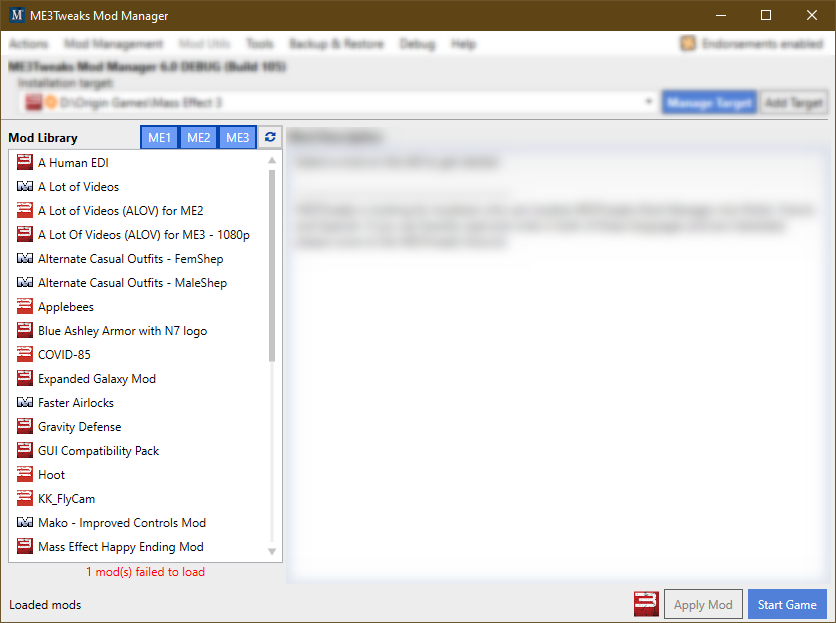 ME3Tweaks Mod Manager
Actions Mod Management Mod Utils Tools Backup & Restore Debug Help Endorsements enabled
ME3Tweaks Mod Manager 6.0 DEBUG (Build 105)
Installation target:
D:\Origin Games\Mass Effect 3 Manage Target Add Target
Mod Library ME1 ME2 ME3
A Human EDI
A Lot of Videos
A Lot of Videos (ALOV) for ME2
A Lot Of Videos (ALOV) for ME3 - 1080p
Alternate Casual Outfits - FemShep
Alternate Casual Outfits - MaleShep
Applebees
Blue Ashley Armor with N7 logo
COVID-85
Expanded Galaxy Mod
Faster Airlocks
Gravity Defense
GUI Compatibility Pack
Hoot
KK_FlyCam
Mako - Improved Controls Mod
Mass Effect Happy Ending Mod
1 mod(s) failed to load
Loaded mods Apply Mod Start Game